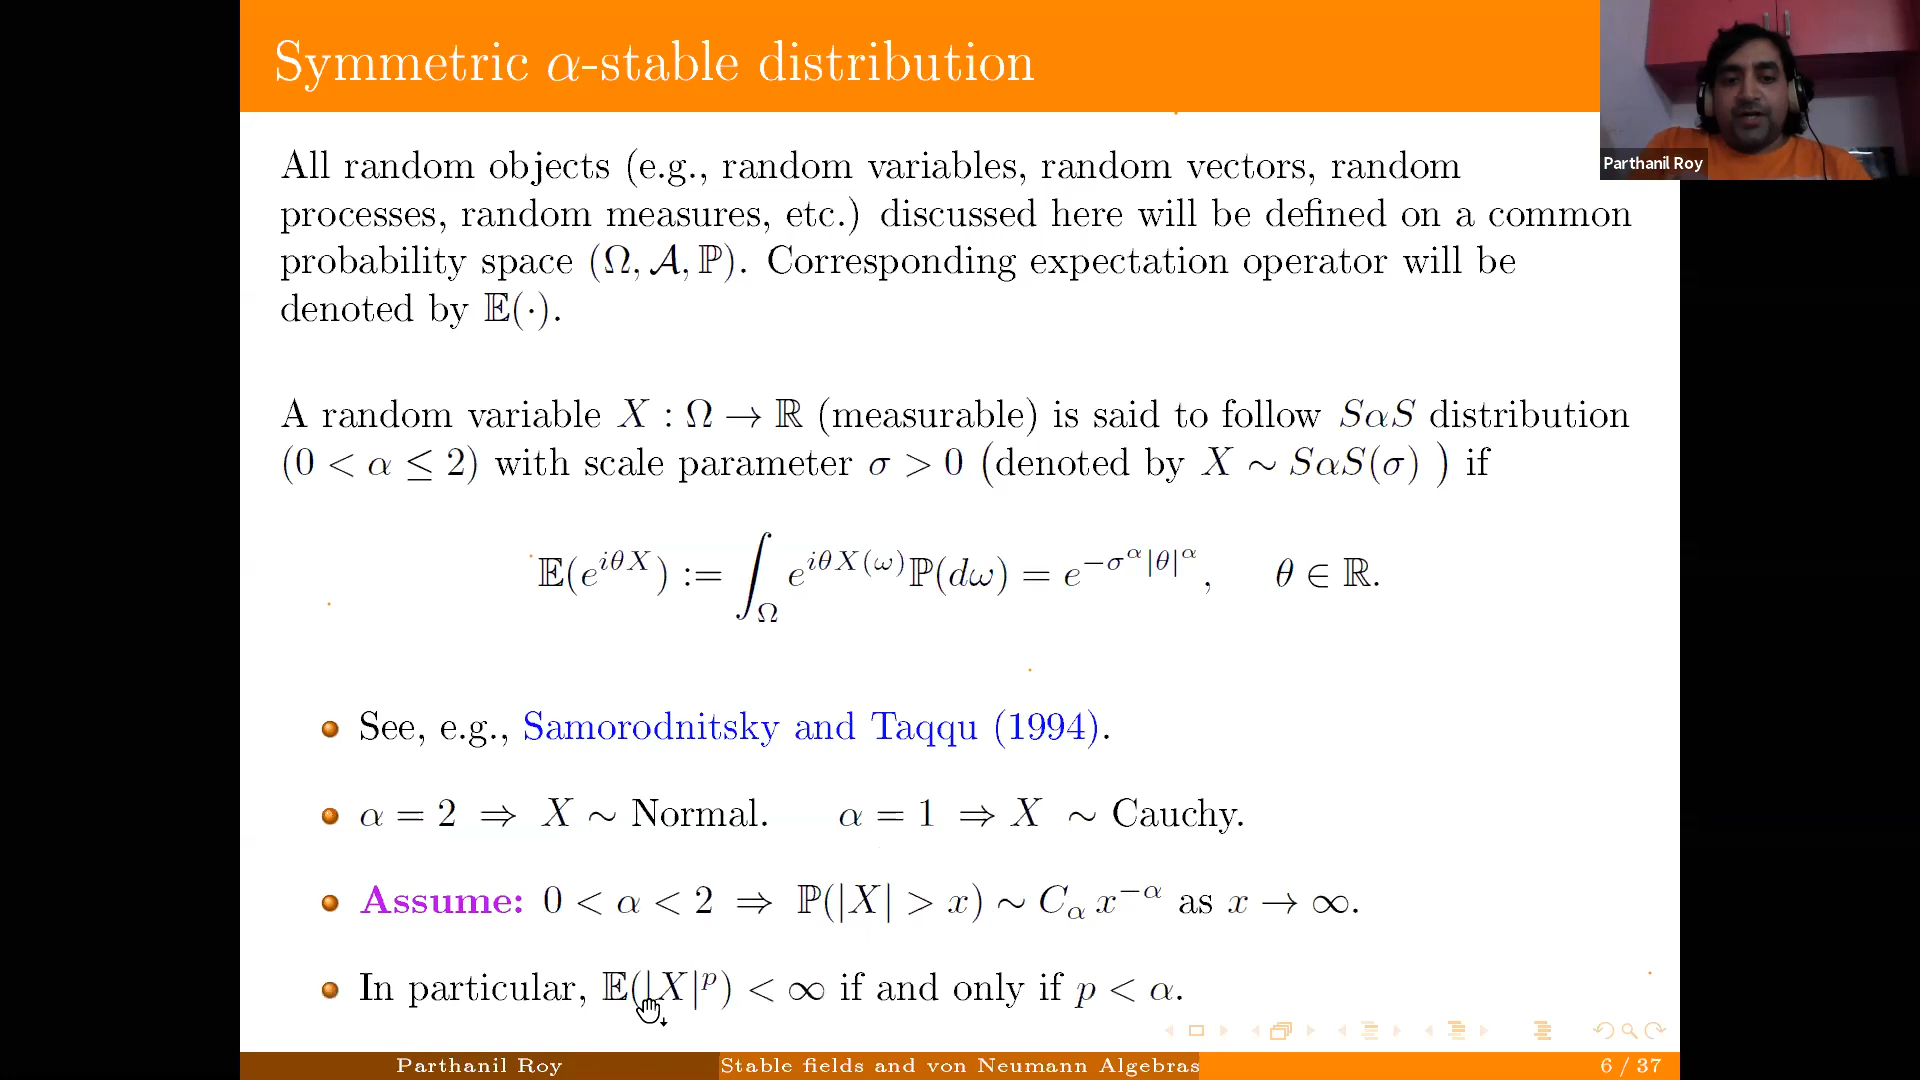 Symmetric α-stable distribution
Parthanil Roy
All random objects (e.g., random variables, random vectors, random
processes, random measures, etc.) discussed here will be defined on a common
probability space (Ω, 𝒜, ℙ). Corresponding expectation operator will be
denoted by 𝔼(·).
A random variable X : Ω → ℝ (measurable) is said to follow SαS distribution
(0 < α ≤ 2) with scale parameter σ > 0 (denoted by X ∼ SαS(σ) ) if
𝔼(e^{iθX}) := ∫_Ω e^{iθX(ω)} ℙ(dω) = e^{−σ^α|θ|^α}, θ ∈ ℝ.
See, e.g., Samorodnitsky and Taqqu (1994).
α = 2 ⇒ X ∼ Normal. α = 1 ⇒ X ∼ Cauchy.
Assume: 0 < α < 2 ⇒ ℙ(|X| > x) ∼ C_α x^{−α} as x → ∞.
In particular, 𝔼(|X|^p) < ∞ if and only if p < α.
Parthanil Roy Stable fields and von Neumann Algebras 6 / 37